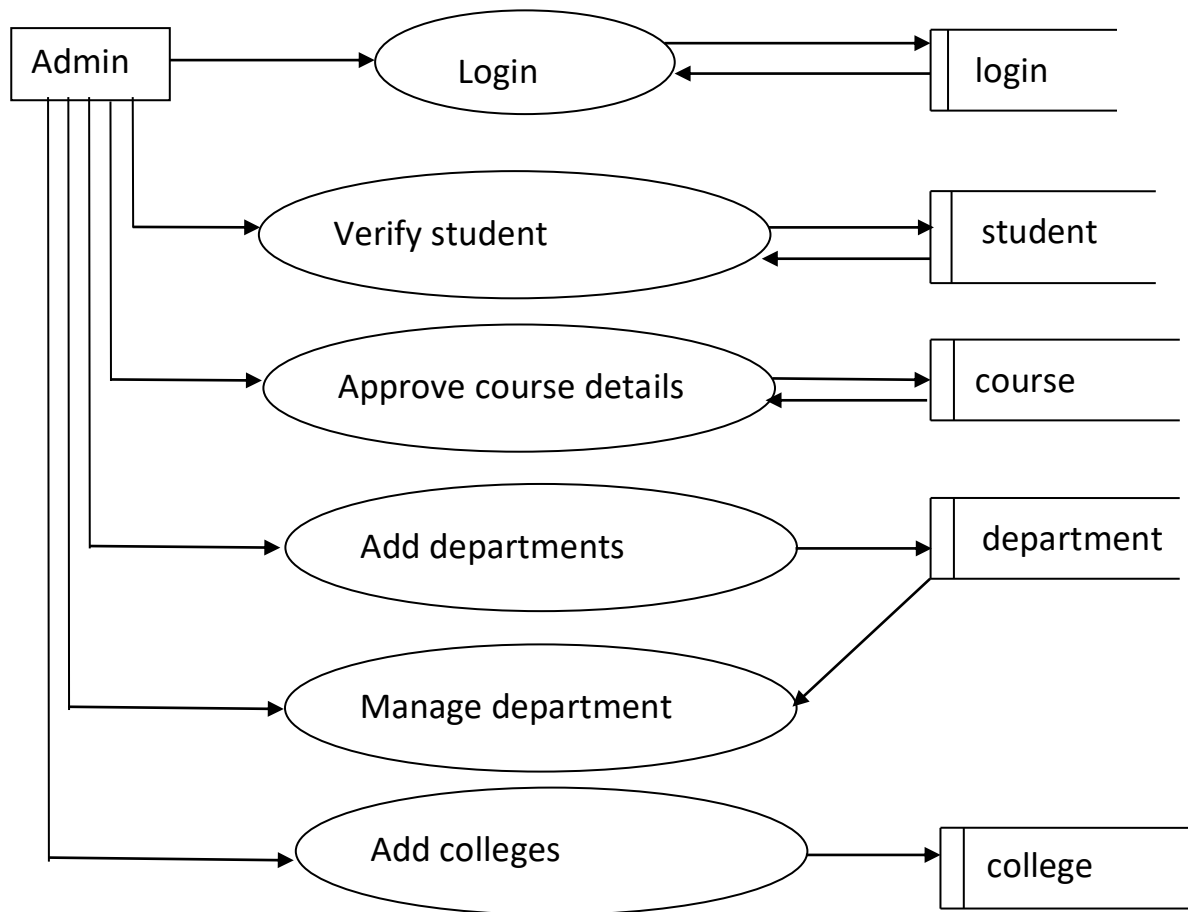 Admin
Login
login
Verify student
student
Approve course details
course
Add departments
department
Manage department
Add colleges
college